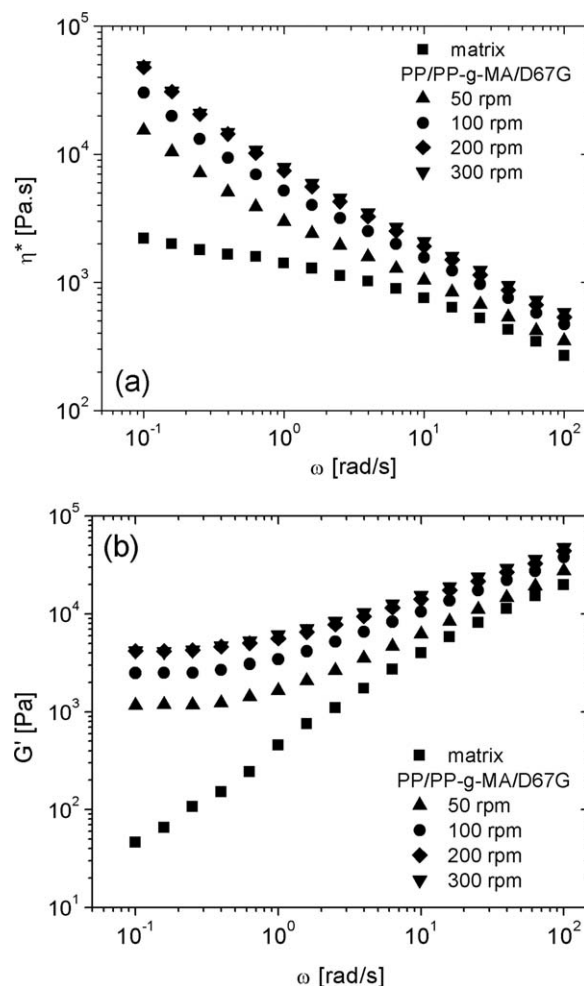 10^5
matrix
PP/PP-g-MA/D67G
50 rpm
100 rpm
200 rpm
300 rpm
10^4
η* [Pa.s]
10^3
(a)
10^2
10^-1 10^0 10^1 10^2
ω [rad/s]
10^5
(b)
10^4
10^3
G' [Pa]
matrix
PP/PP-g-MA/D67G
10^2
50 rpm
100 rpm
200 rpm
300 rpm
10^1
10^-1 10^0 10^1 10^2
ω [rad/s]